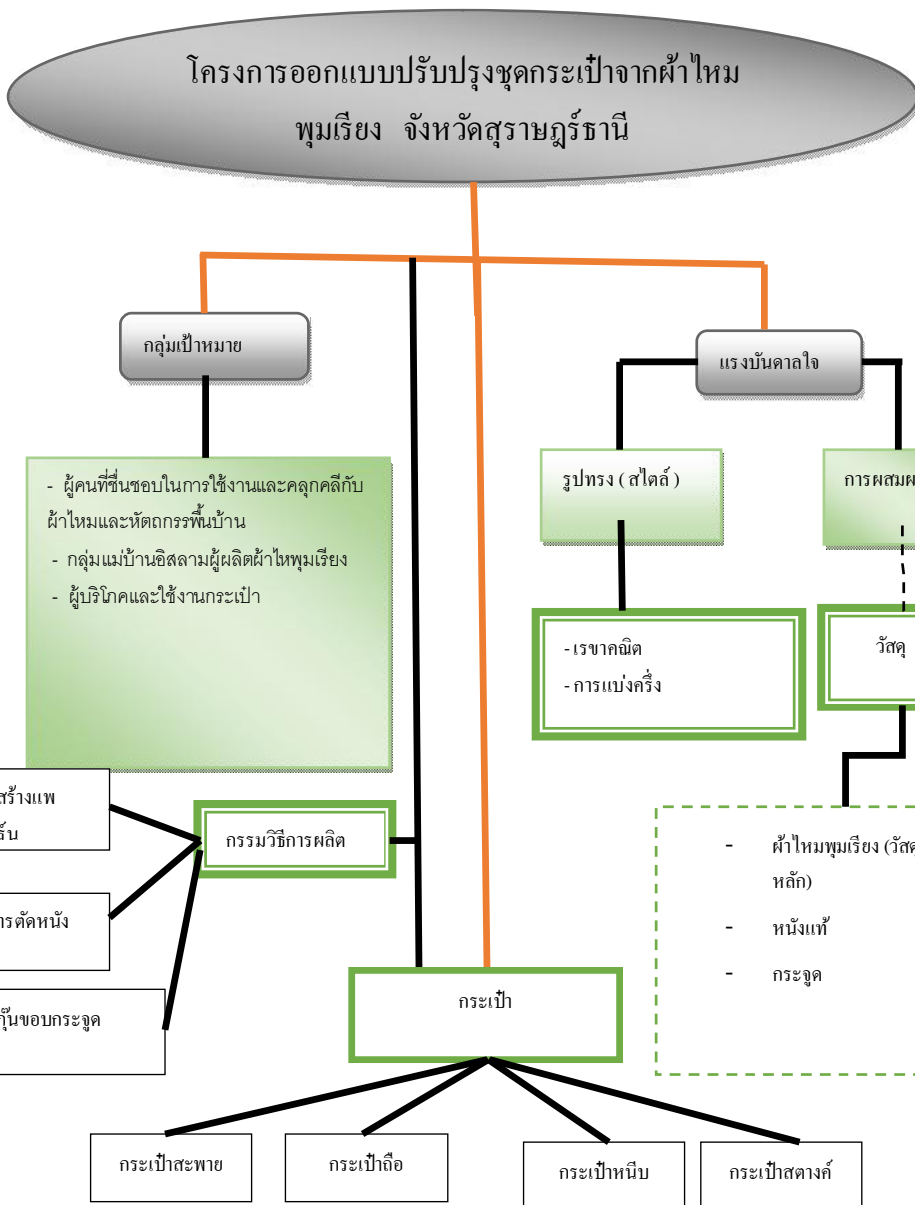 โครงการออกแบบปรับปรุงชุดกระเป๋าจากผ้าไหม
พุมเรียง จังหวัดสุราษฎร์ธานี
กลุ่มเป้าหมาย
แรงบันดาลใจ
- ผู้คนที่ชื่นชอบในการใช้งานและคลุกคลีกับ
ผ้าไหมและหัตถกรรพื้นบ้าน
- กลุ่มแม่บ้านอิสลามผู้ผลิตผ้าไหพุมเรียง
- ผู้บริโภคและใช้งานกระเป๋า
รูปทรง ( สไตล์ )
การผสมผ
- เรขาคณิต
- การแบ่งครึ่ง
วัสดุ
สร้างแพ
ร์น
กรรมวิธีการผลิต
ารตัดหนัง
กุ๊นขอบกระจูด
- ผ้าไหมพุมเรียง (วัสดุ
หลัก)
- หนังแท้
- กระจูด
กระเป๋า
กระเป๋าสะพาย
กระเป๋าถือ
กระเป๋าหนีบ
กระเป๋าสตางค์